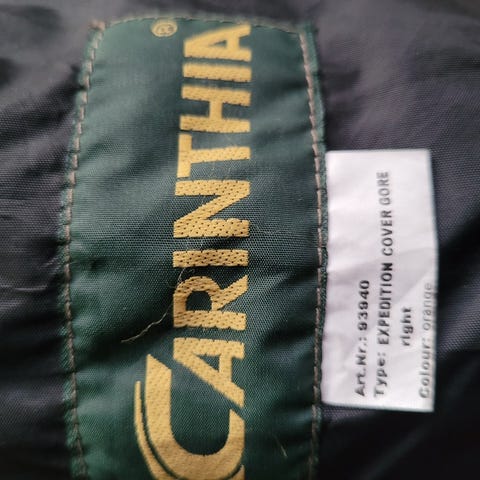 CARINTHIA®
Art.Nr.: 93940
Type: EXPEDITION COVER GORE
right
Colour: orange